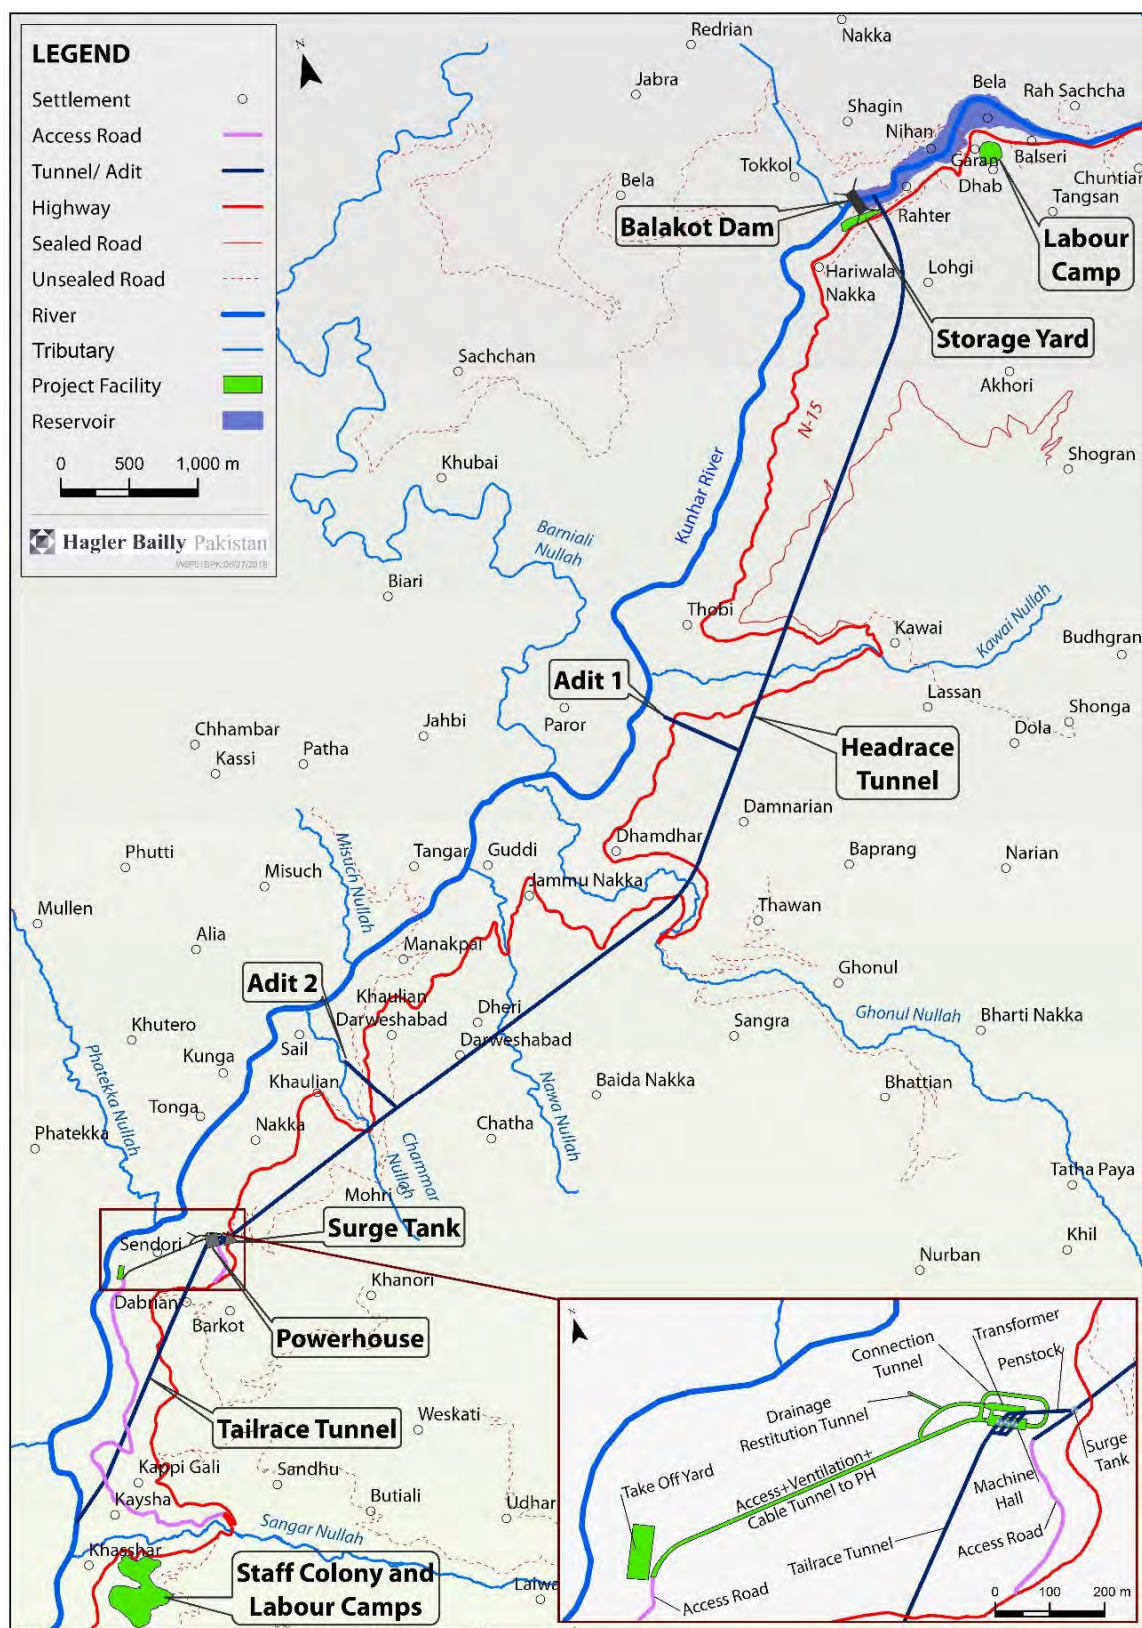 LEGEND
Settlement
Access Road
Tunnel/ Adit
Highway
Sealed Road
Unsealed Road
River
Tributary
Project Facility
Reservoir
0 500 1,000 m
Hagler Bailly Pakistan
N
Redrian
Nakka
Jabra
Shagin
Bela
Rah Sachcha
Nihan
Garan
Balseri
Tokkol
Dhab
Chuntian
Bela
Tangsan
Balakot Dam
Rahter
Labour
Camp
Hariwala
Nakka
Lohgi
Storage Yard
Sachchan
Akhori
N-15
Khubai
Shogran
Kunhar River
Barniali
Nullah
Biari
Thobi
Kawai
Kawai Nullah
Budhgran
Adit 1
Lassan
Paror
Shonga
Chhambar
Jahbi
Dola
Kassi
Patha
Headrace
Tunnel
Damnarian
Misuch Nullah
Phutti
Tangar
Guddi
Dhamdhar
Baprang
Narian
Misuch
Jammu Nakka
Mullen
Thawan
Alia
Manakpal
Adit 2
Ghonul
Khaulian
Darweshabad
Dheri
Ghonul Nullah
Khutero
Sail
Sangra
Bharti Nakka
Phatekka Nullah
Kunga
Darweshabad
Khaulian
Baida Nakka
Bhattian
Tonga
Nakka
Chatha
Nawa Nullah
Phatekka
Chammar
Nullah
Mohri
Tatha Paya
Surge Tank
Sendori
Khil
Nurban
Khanori
Dabrian
Barkot
Powerhouse
Weskati
Tailrace Tunnel
Kappi Gali
Sandhu
Kaysha
Butiali
Udhar
Sangar Nullah
Khasshar
Staff Colony and
Labour Camps
Laiwa
N
Transformer
Connection
Tunnel
Penstock
Drainage
Restitution Tunnel
Surge
Tank
Take Off Yard
Access+Ventilation+
Cable Tunnel to PH
Machine
Hall
Tailrace Tunnel
Access Road
Access Road
0 100 200 m